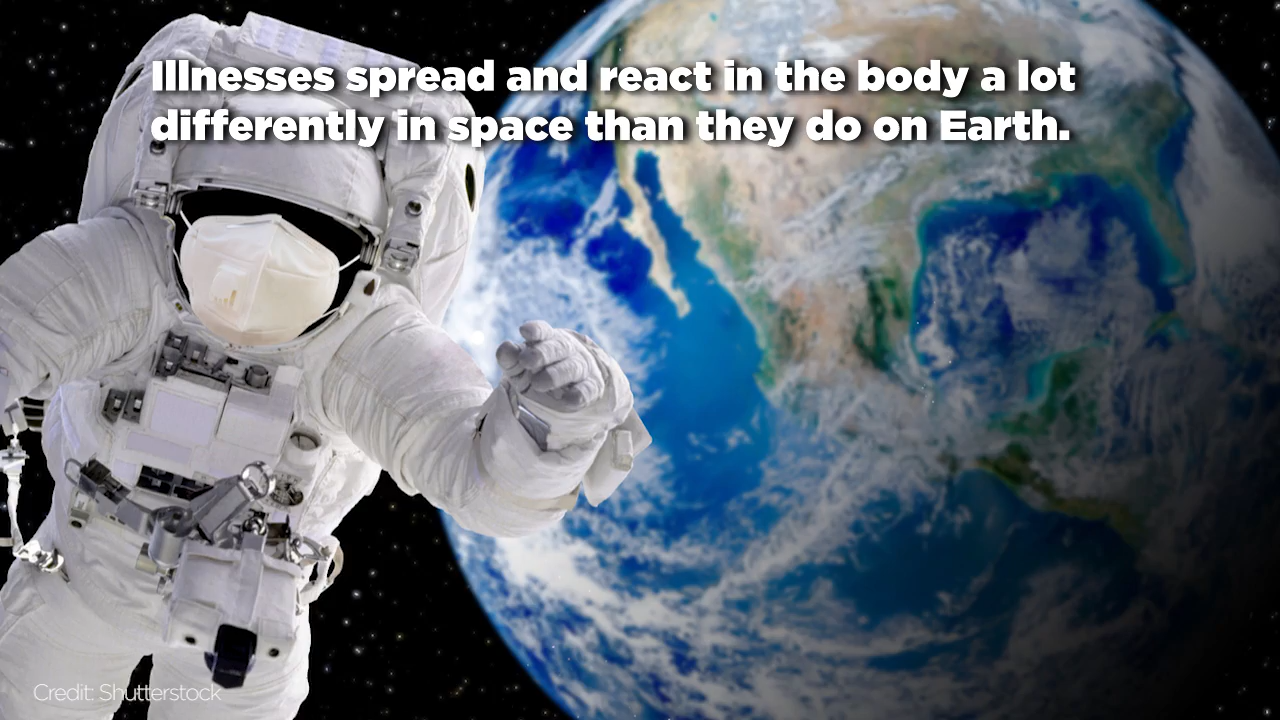 Illnesses spread and react in the body a lot
differently in space than they do on Earth.
Credit: Shutterstock